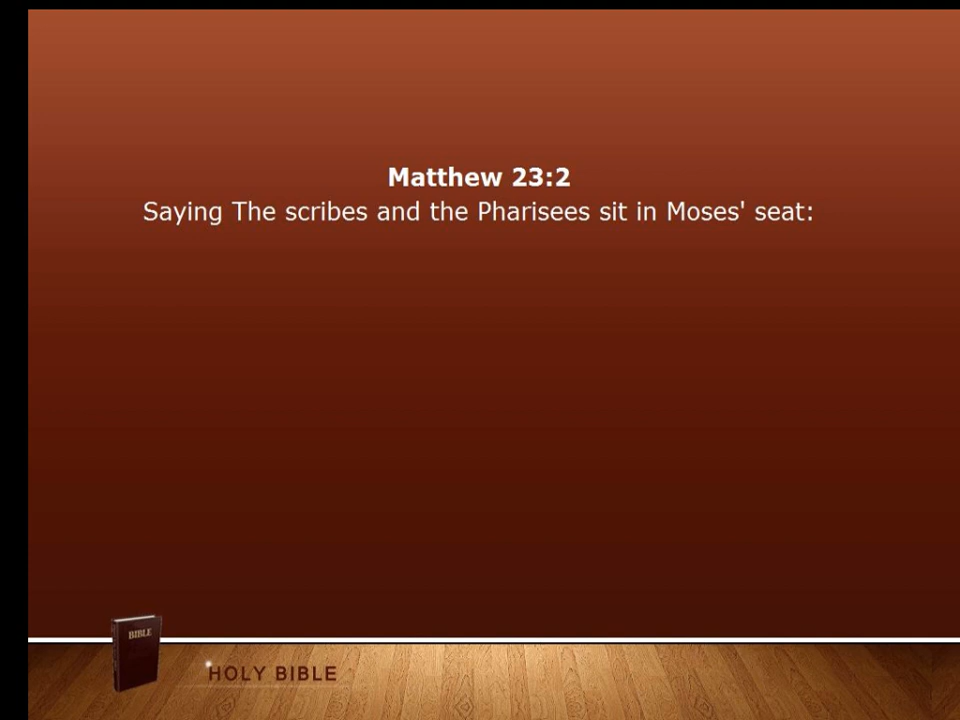 Matthew 23:2
Saying The scribes and the Pharisees sit in Moses' seat:
BIBLE
HOLY BIBLE